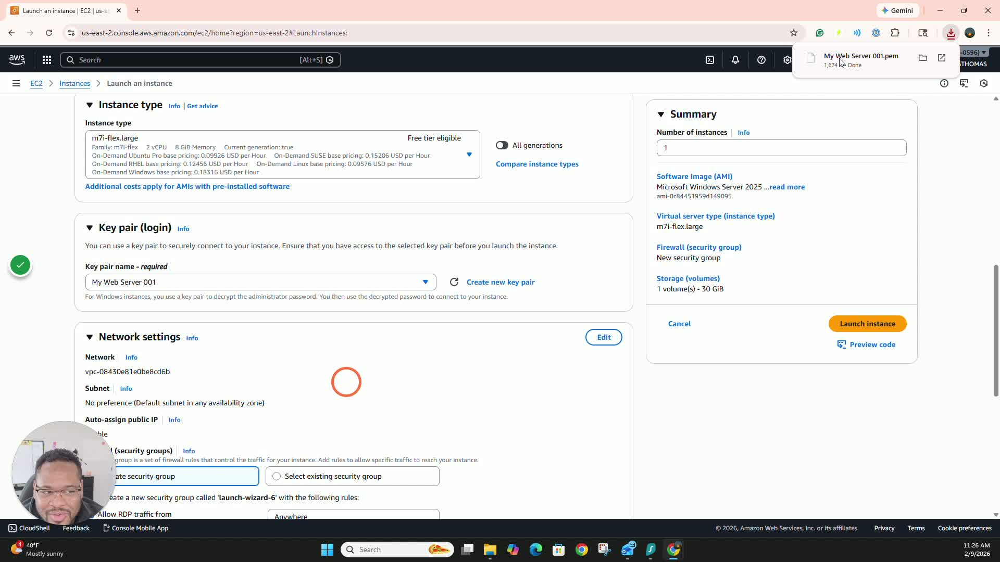 Launch an instance | EC2 | us-ea
Gemini
us-east-2.console.aws.amazon.com/ec2/home?region=us-east-2#LaunchInstances:
My Web Server 001.pem
Done
aws
Search
[Alt+S]
-0596)
THOMAS
EC2
Instances
Launch an instance
Instance type
Info
Get advice
Instance type
m7i-flex.large
Free tier eligible
Family: m7i-flex 2 vCPU 8 GiB Memory Current generation: true
On-Demand Ubuntu Pro base pricing: 0.09926 USD per Hour On-Demand SUSE base pricing: 0.15206 USD per Hour
On-Demand RHEL base pricing: 0.12456 USD per Hour On-Demand Linux base pricing: 0.09576 USD per Hour
On-Demand Windows base pricing: 0.18316 USD per Hour
All generations
Compare instance types
Additional costs apply for AMIs with pre-installed software
Key pair (login)
Info
You can use a key pair to securely connect to your instance. Ensure that you have access to the selected key pair before you launch the instance.
Key pair name - required
My Web Server 001
Create new key pair
For Windows instances, you use a key pair to decrypt the administrator password. You then use the decrypted password to connect to your instance.
Network settings
Info
Edit
Network
Info
vpc-08430e81e0be8cd6b
Subnet
Info
No preference (Default subnet in any availability zone)
Auto-assign public IP
Info
(security groups)
Info
group is a set of firewall rules that control the traffic for your instance. Add rules to allow specific traffic to reach your instance.
security group
Select existing security group
a new security group called 'launch-wizard-6' with the following rules:
Allow RDP traffic from
Anywhere
Summary
Number of instances
Info
1
Software Image (AMI)
Microsoft Windows Server 2025 ...read more
ami-0c84451959d149095
Virtual server type (instance type)
m7i-flex.large
Firewall (security group)
New security group
Storage (volumes)
1 volume(s) - 30 GiB
Cancel
Launch instance
Preview code
CloudShell
Feedback
Console Mobile App
© 2026, Amazon Web Services, Inc. or its affiliates.
Privacy
Terms
Cookie preferences
4
40°F
Mostly sunny
Search
11:26 AM
2/9/2026